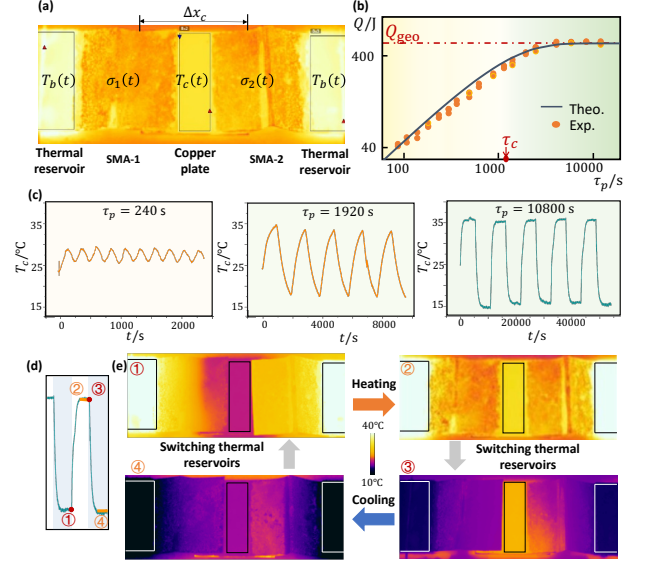 (a)
Δx_c
T_b(t)
σ_1(t)
T_c(t)
σ_2(t)
T_b(t)
Thermal reservoir
SMA-1
Copper plate
SMA-2
Thermal reservoir
(b)
Q/J
Q_geo
400
40
Theo.
Exp.
τ_c
100
1000
10000
τ_p/s
(c)
τ_p = 240 s
T_c/°C
35
25
15
0
1000
2000
t/s
τ_p = 1920 s
T_c/°C
35
25
15
0
4000
8000
t/s
τ_p = 10800 s
T_c/°C
35
25
15
0
20000
40000
t/s
(d)
②
③
①
④
(e)
①
Heating
②
40℃
10℃
Switching thermal reservoirs
Switching thermal reservoirs
④
Cooling
③